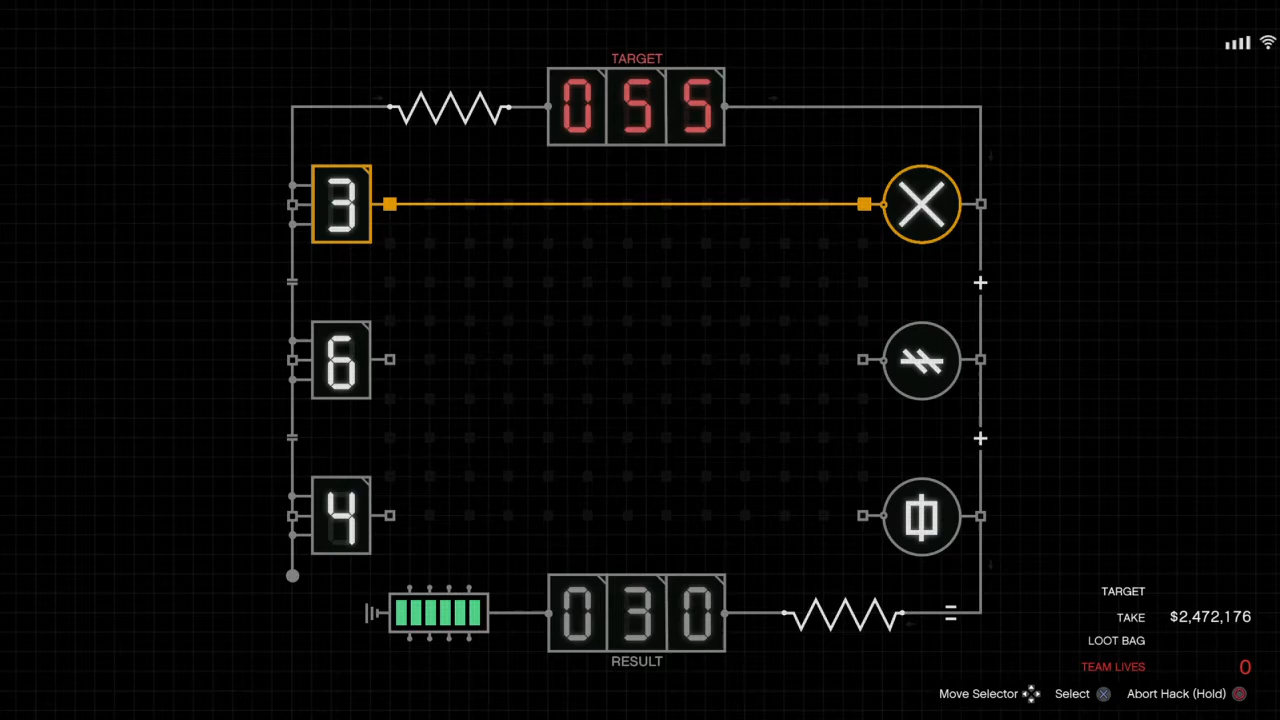 TARGET
055
3
6
4
+
+
=
030
RESULT
TARGET
TAKE $2,472,176
LOOT BAG
TEAM LIVES 0
Move Selector Select Abort Hack (Hold)